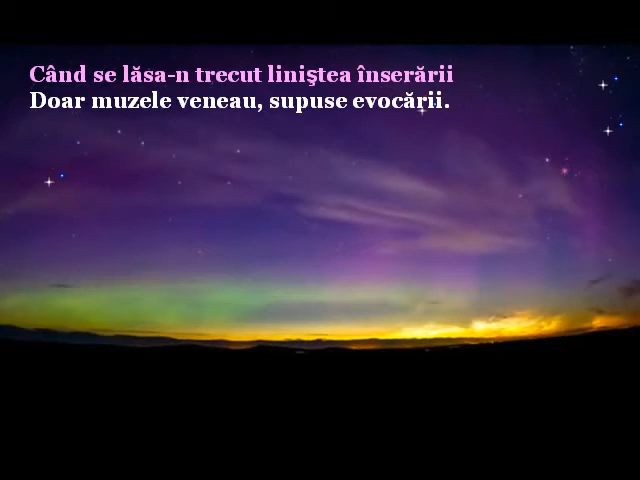 Când se lăsa-n trecut liniştea înserării
Doar muzele veneau, supuse evocării.